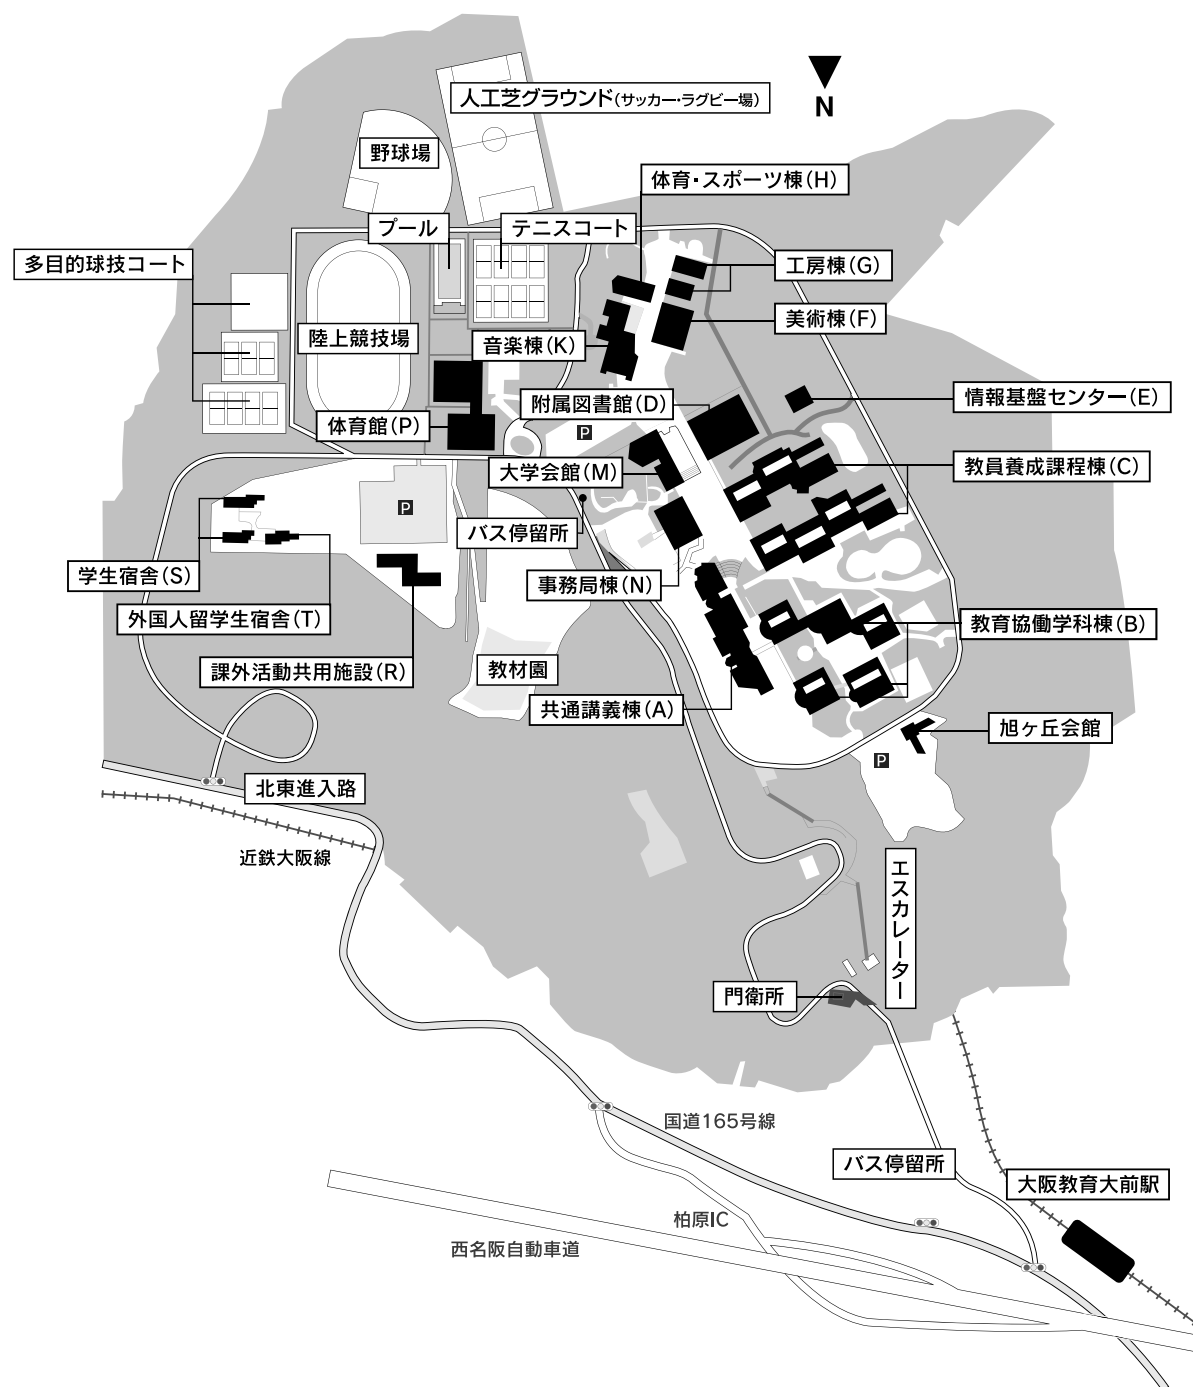 人工芝グラウンド(サッカー・ラグビー場)
N
野球場
体育・スポーツ棟(H)
プール
テニスコート
多目的球技コート
工房棟(G)
美術棟(F)
陸上競技場
音楽棟(K)
情報基盤センター(E)
附属図書館(D)
体育館(P)
P
教員養成課程棟(C)
大学会館(M)
P
バス停留所
学生宿舎(S)
事務局棟(N)
外国人留学生宿舎(T)
教育協働学科棟(B)
課外活動共用施設(R)
教材園
共通講義棟(A)
旭ヶ丘会館
P
北東進入路
近鉄大阪線
エスカレーター
門衛所
国道165号線
バス停留所
大阪教育大前駅
柏原IC
西名阪自動車道